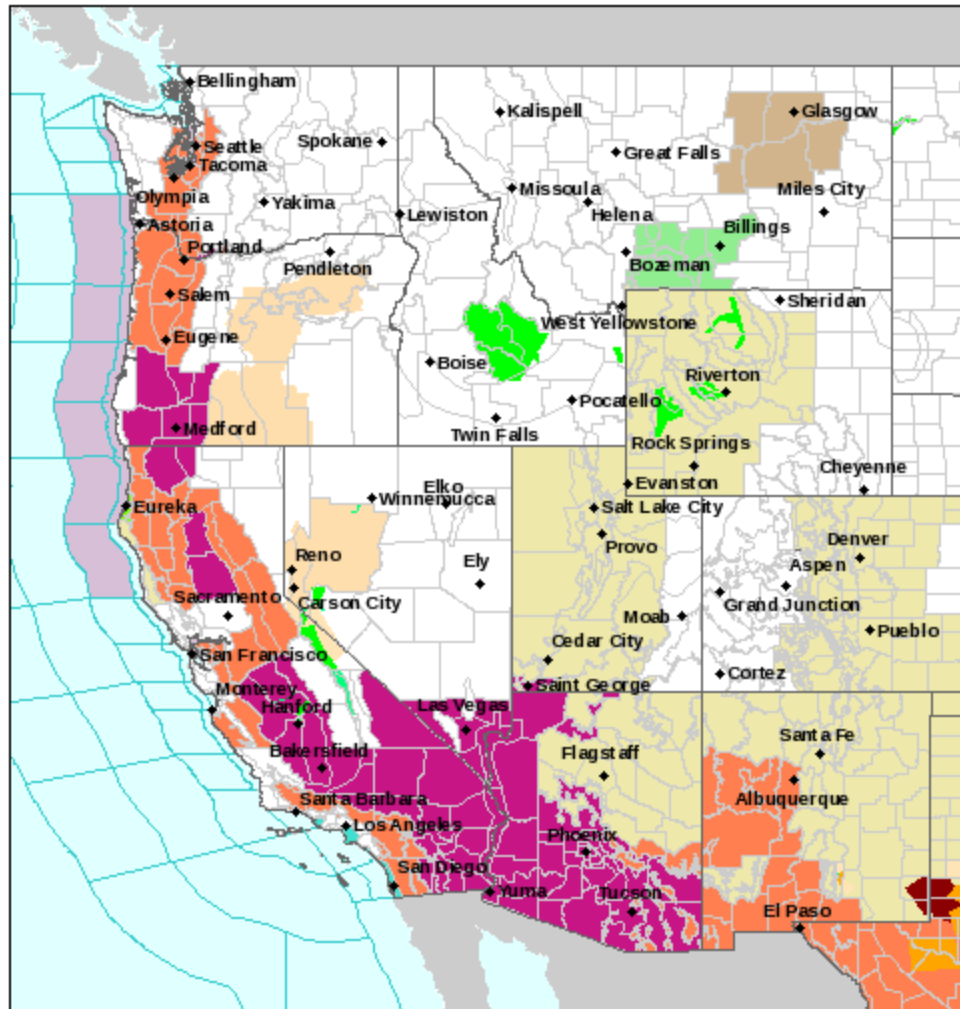 Bellingham
Kalispell
Glasgow
Spokane
Seattle
Great Falls
Tacoma
Missoula
Miles City
Olympia
Yakima
Lewiston
Helena
Astoria
Billings
Portland
Pendleton
Bozeman
Salem
Sheridan
West Yellowstone
Eugene
Boise
Riverton
Pocatello
Medford
Twin Falls
Rock Springs
Cheyenne
Elko
Evanston
Winnemucca
Eureka
Salt Lake City
Denver
Provo
Reno
Ely
Aspen
Sacramento
Carson City
Grand Junction
Moab
Pueblo
Cedar City
San Francisco
Cortez
Saint George
Monterey
Hanford
Las Vegas
Santa Fe
Bakersfield
Flagstaff
Santa Barbara
Albuquerque
Los Angeles
Phoenix
San Diego
Yuma
Tucson
El Paso